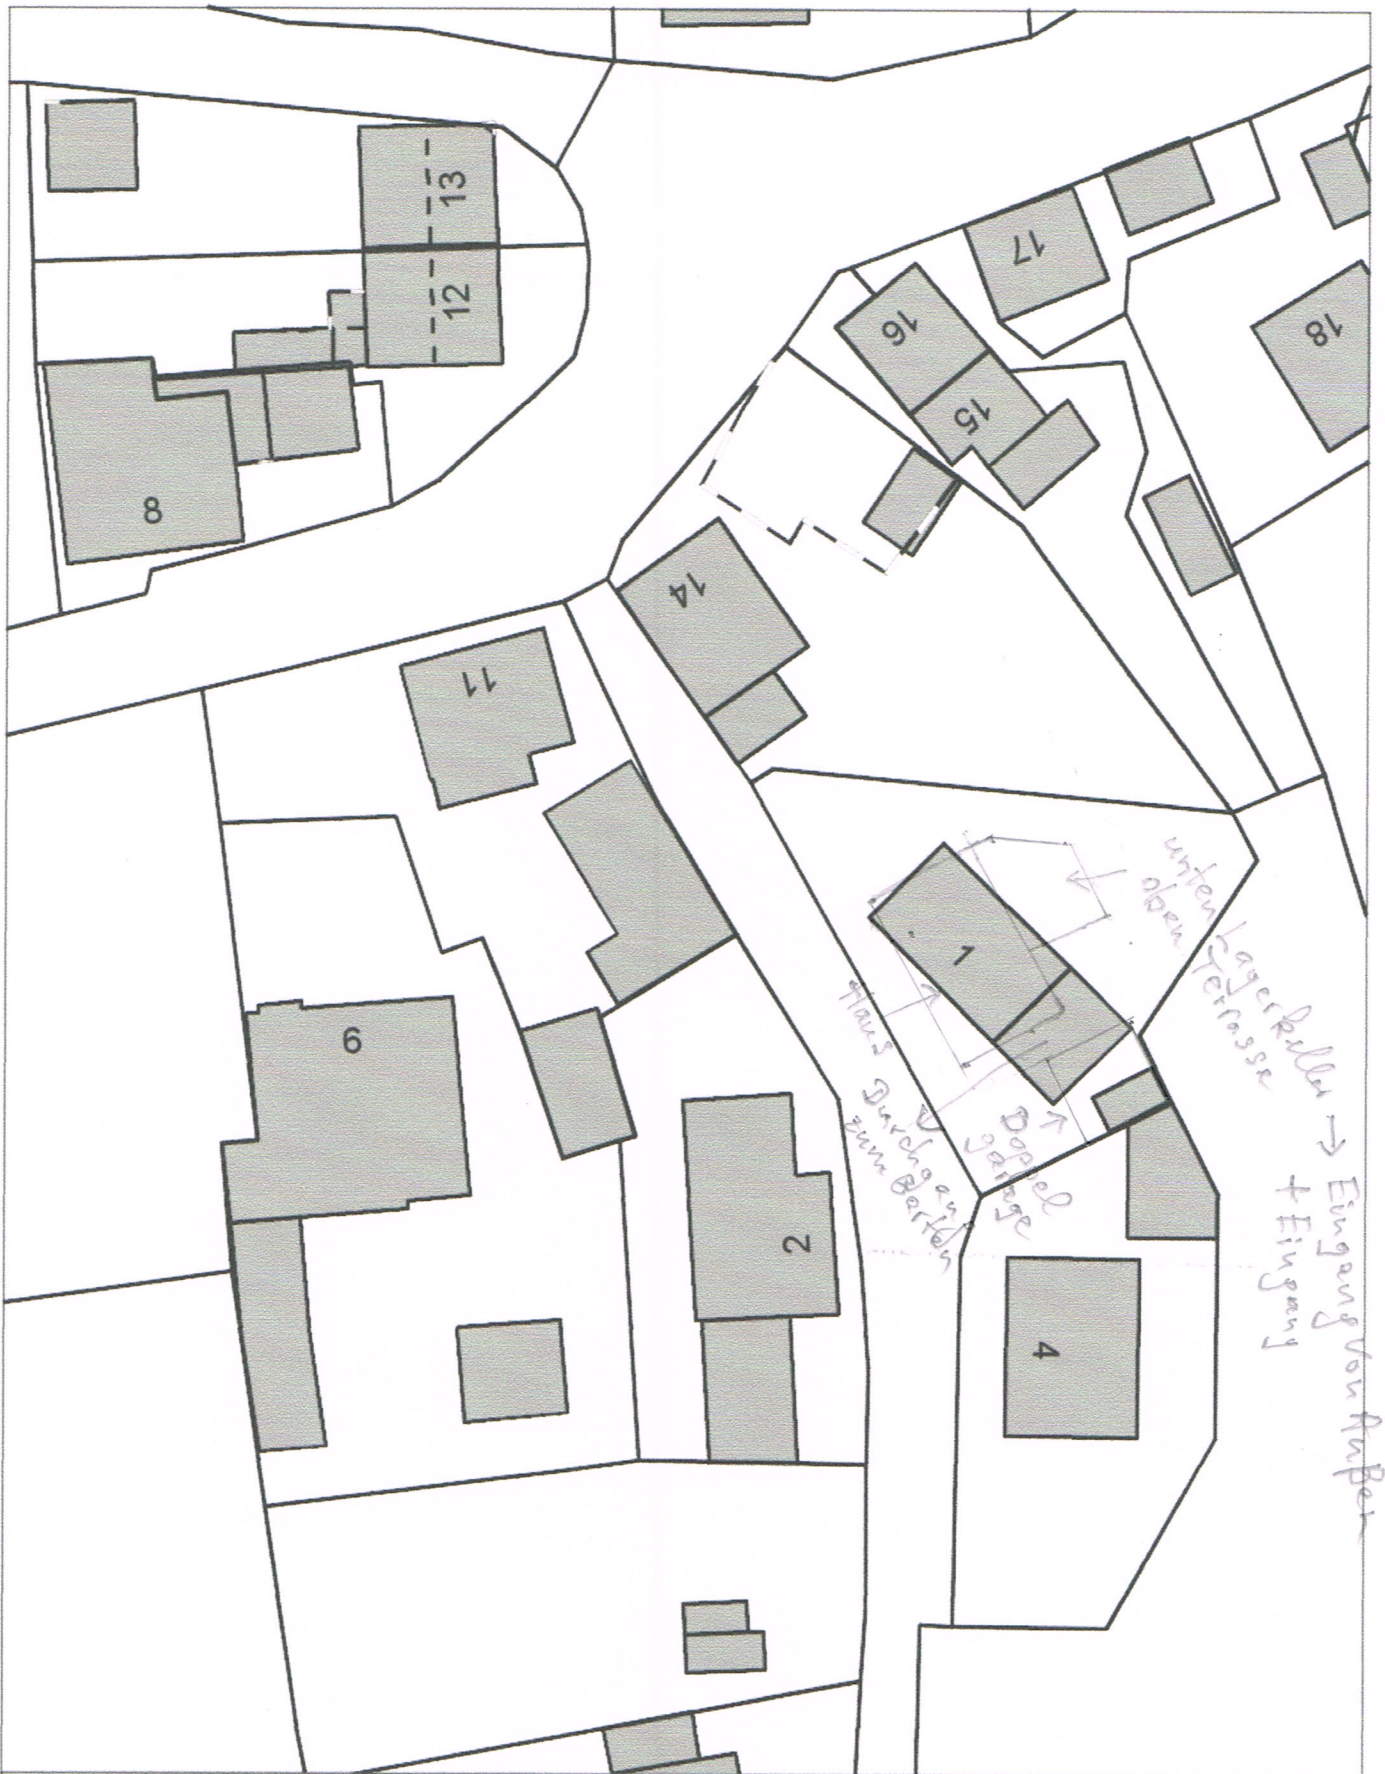 13
12
8
17
16
15
18
14
11
1
6
2
4
unten Lagerkeller → Eingang von Außen
oben Terrasse + Eingang
Haus
Durchgang
zum Garten
Doppel
garage